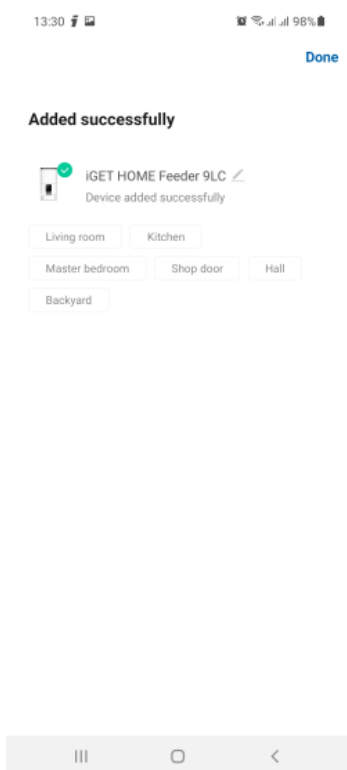 13:30 98%
Done
Added successfully
iGET HOME Feeder 9LC
Device added successfully
Living room Kitchen
Master bedroom Shop door Hall
Backyard